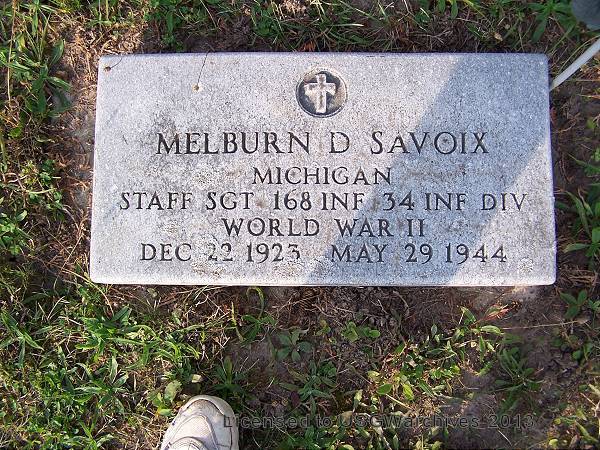 MELBURN D SAVOIX
MICHIGAN
STAFF SGT 168 INF 34 INF DIV
WORLD WAR II
DEC 22 1923 MAY 29 1944
Licensed to USGWarchives 2013